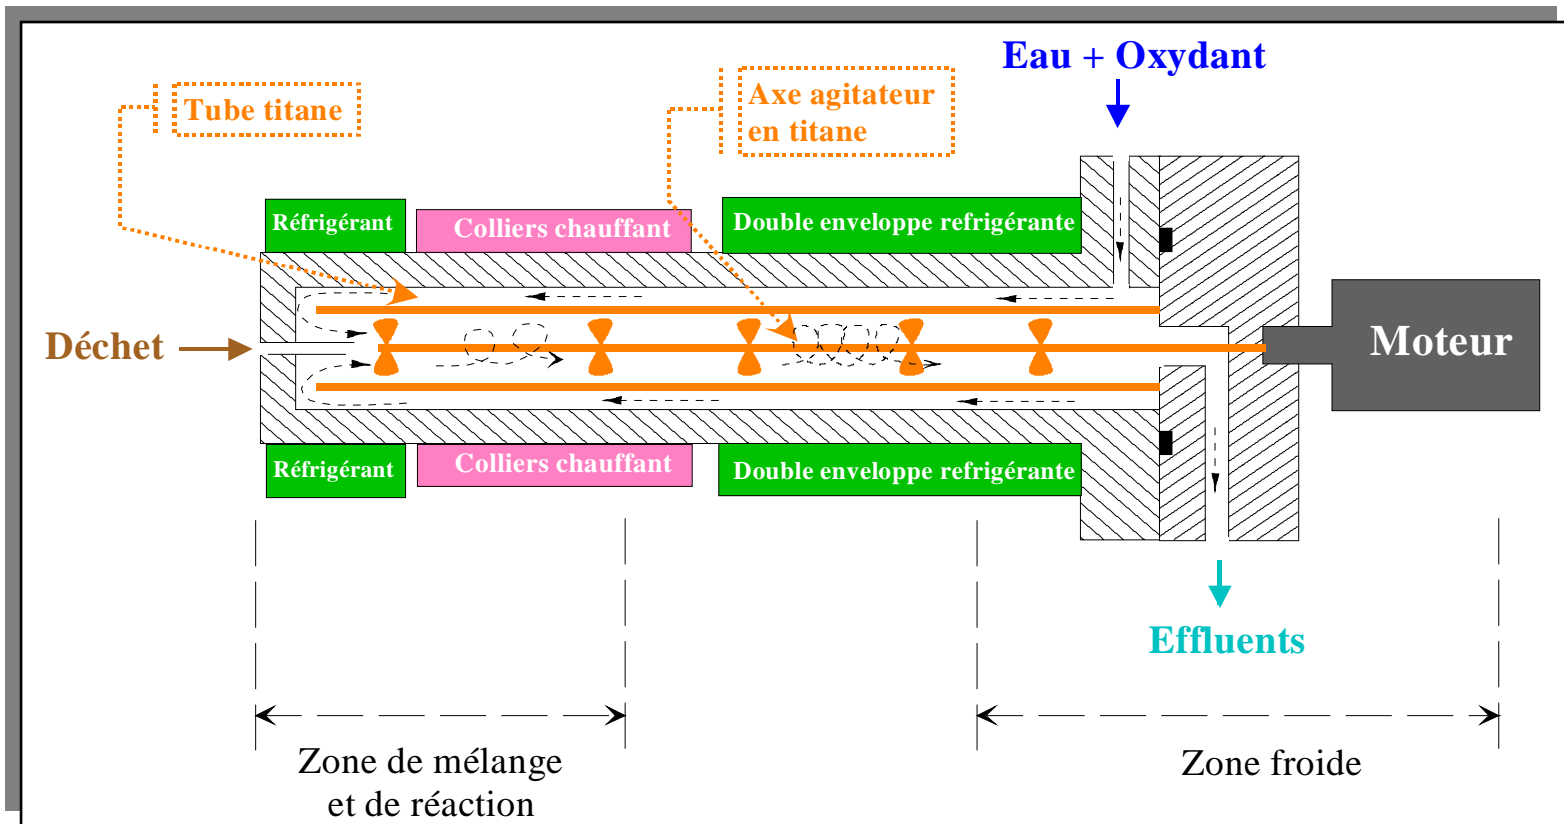 Eau + Oxydant
Tube titane
Axe agitateur
en titane
Réfrigérant
Colliers chauffant
Double enveloppe refrigérante
Déchet
Moteur
Réfrigérant
Colliers chauffant
Double enveloppe refrigérante
Effluents
Zone de mélange
et de réaction
Zone froide